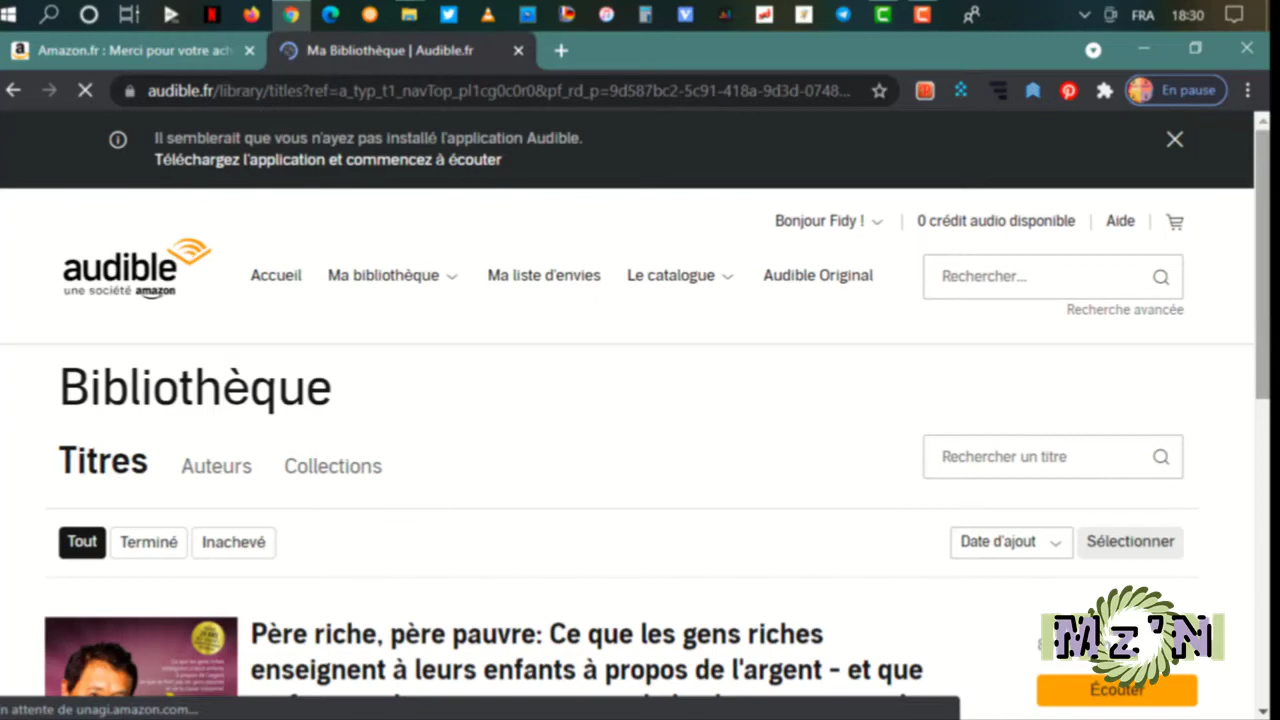 FRA 18:30
Amazon.fr : Merci pour votre ach
Ma Bibliothèque | Audible.fr
audible.fr/library/titles?ref=a_typ_t1_navTop_pl1cg0c0r0&pf_rd_p=9d587bc2-5c91-418a-9d3d-0748...
En pause
Il semblerait que vous n'ayez pas installé l'application Audible.
Téléchargez l'application et commencez à écouter
Bonjour Fidy !
0 crédit audio disponible
Aide
audible
une société amazon
Accueil
Ma bibliothèque
Ma liste d'envies
Le catalogue
Audible Original
Rechercher...
Recherche avancée
Bibliothèque
Titres
Auteurs
Collections
Rechercher un titre
Tout
Terminé
Inachevé
Date d'ajout
Sélectionner
Père riche, père pauvre: Ce que les gens riches
enseignent à leurs enfants à propos de l'argent - et que
Mz'N
Écouter
n attente de unagi.amazon.com...